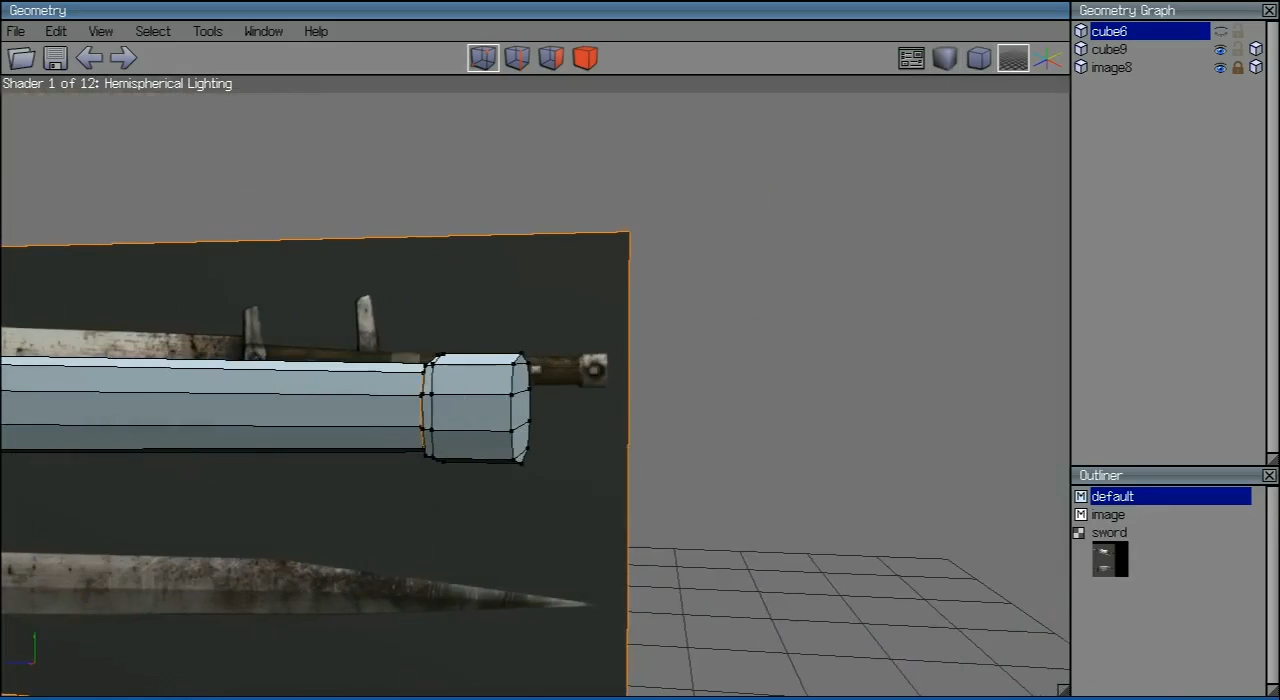 Geometry
File Edit View Select Tools Window Help
Shader 1 of 12: Hemispherical Lighting
Geometry Graph
cube6
cube9
image8
Outliner
default
image
sword